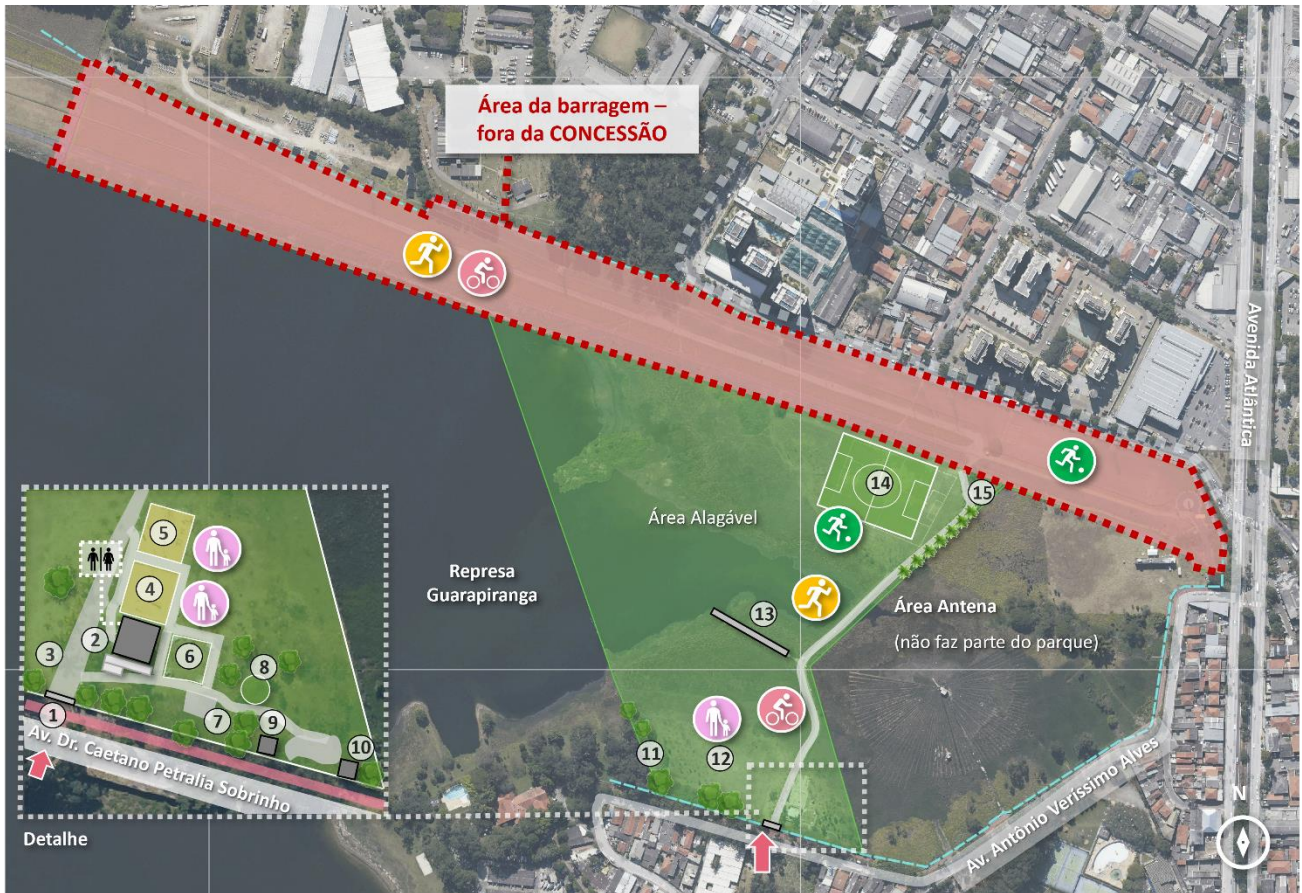 Área da barragem –
fora da CONCESSÃO
Avenida Atlântica
14
15
Área Alagável
Represa
Guarapiranga
13
Área Antena
(não faz parte do parque)
5
4
2
6
3
8
1
7
9
10
Av. Dr. Caetano Petralia Sobrinho
Detalhe
11
12
Av. Antônio Veríssimo Alves
N